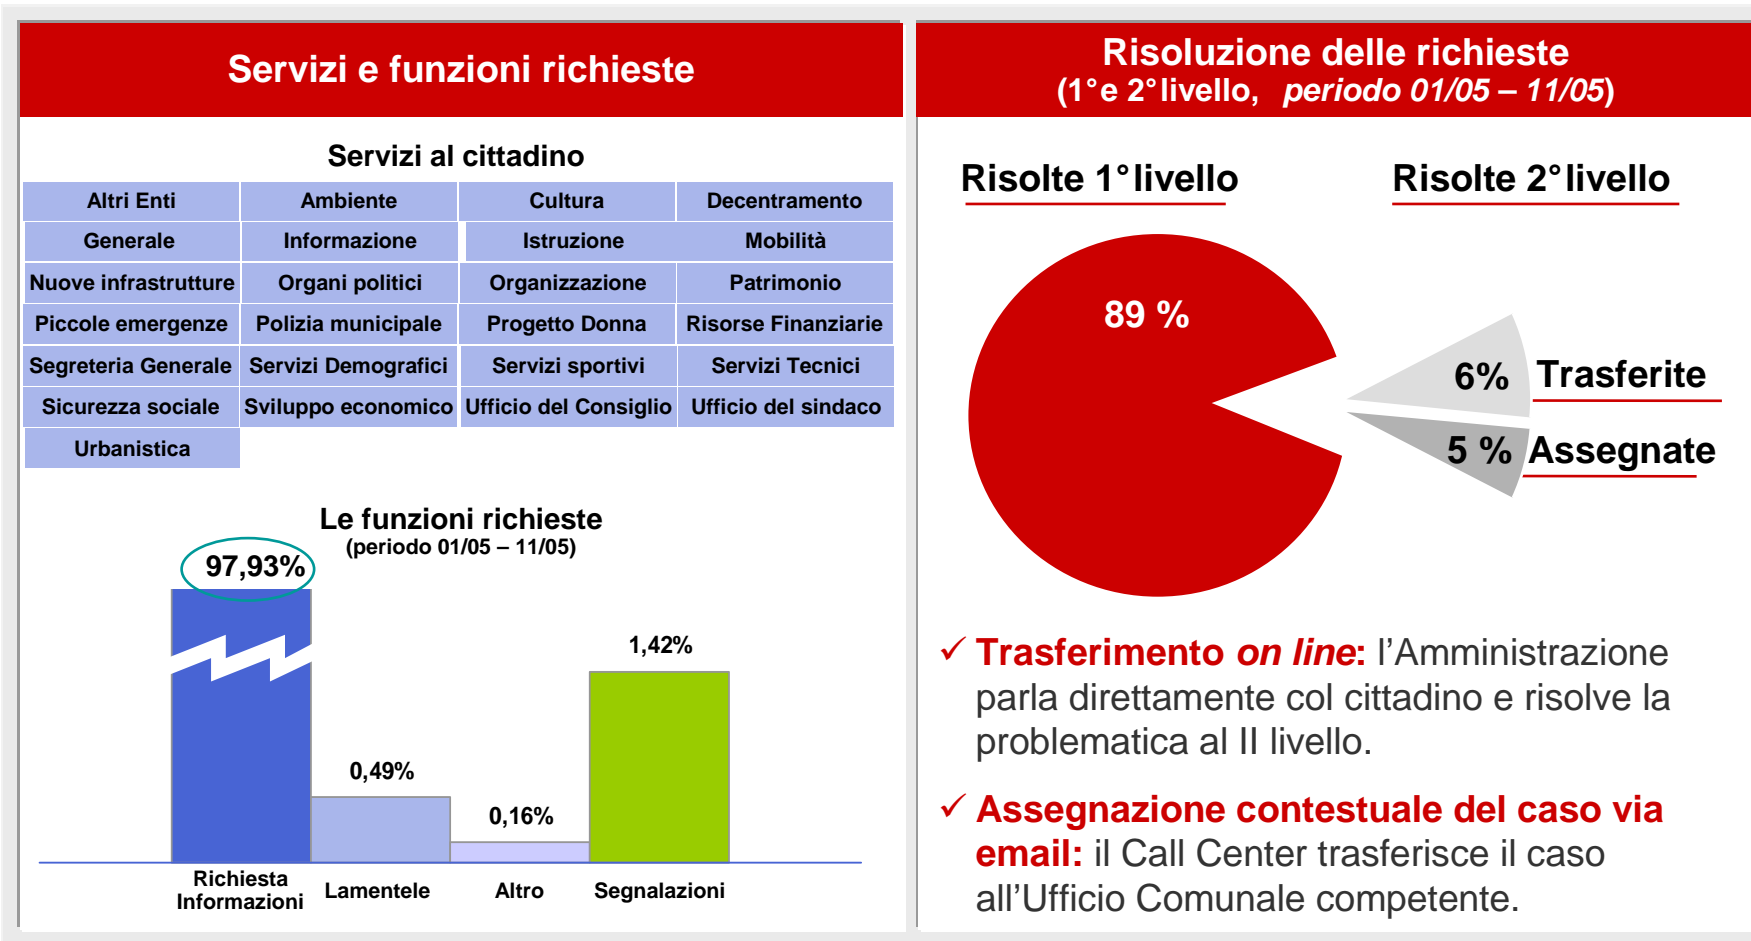 Servizi e funzioni richieste
Servizi al cittadino
Altri Enti Ambiente Cultura Decentramento
Generale Informazione Istruzione Mobilità
Nuove infrastrutture Organi politici Organizzazione Patrimonio
Piccole emergenze Polizia municipale Progetto Donna Risorse Finanziarie
Segreteria Generale Servizi Demografici Servizi sportivi Servizi Tecnici
Sicurezza sociale Sviluppo economico Ufficio del Consiglio Ufficio del sindaco
Urbanistica
Le funzioni richieste
(periodo 01/05 – 11/05)
97,93%
1,42%
0,49%
0,16%
Richiesta
Informazioni
Lamentele
Altro
Segnalazioni
Risoluzione delle richieste
(1° e 2° livello, periodo 01/05 – 11/05)
Risolte 1° livello
Risolte 2° livello
89 %
6% Trasferite
5 % Assegnate
Trasferimento on line: l’Amministrazione
parla direttamente col cittadino e risolve la
problematica al II livello.
Assegnazione contestuale del caso via
email: il Call Center trasferisce il caso
all’Ufficio Comunale competente.